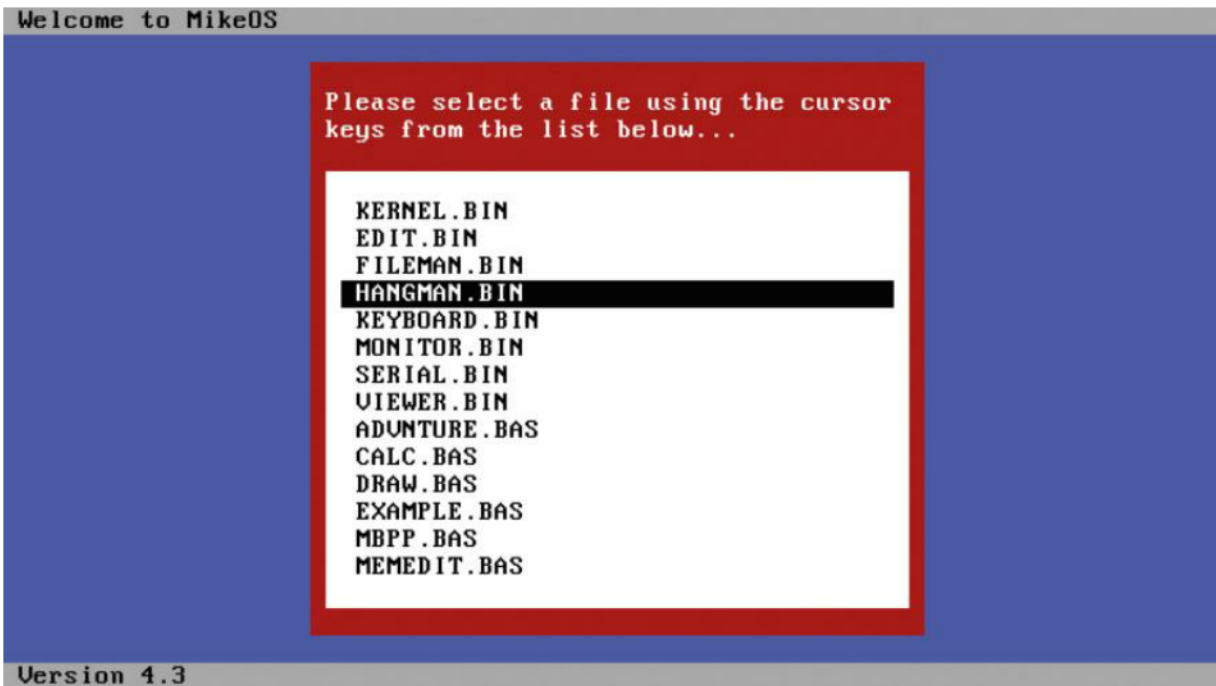 Welcome to MikeOS
Please select a file using the cursor
keys from the list below...
KERNEL.BIN
EDIT.BIN
FILEMAN.BIN
HANGMAN.BIN
KEYBOARD.BIN
MONITOR.BIN
SERIAL.BIN
VIEWER.BIN
ADVNTURE.BAS
CALC.BAS
DRAW.BAS
EXAMPLE.BAS
MBPP.BAS
MEMEDIT.BAS
Version 4.3